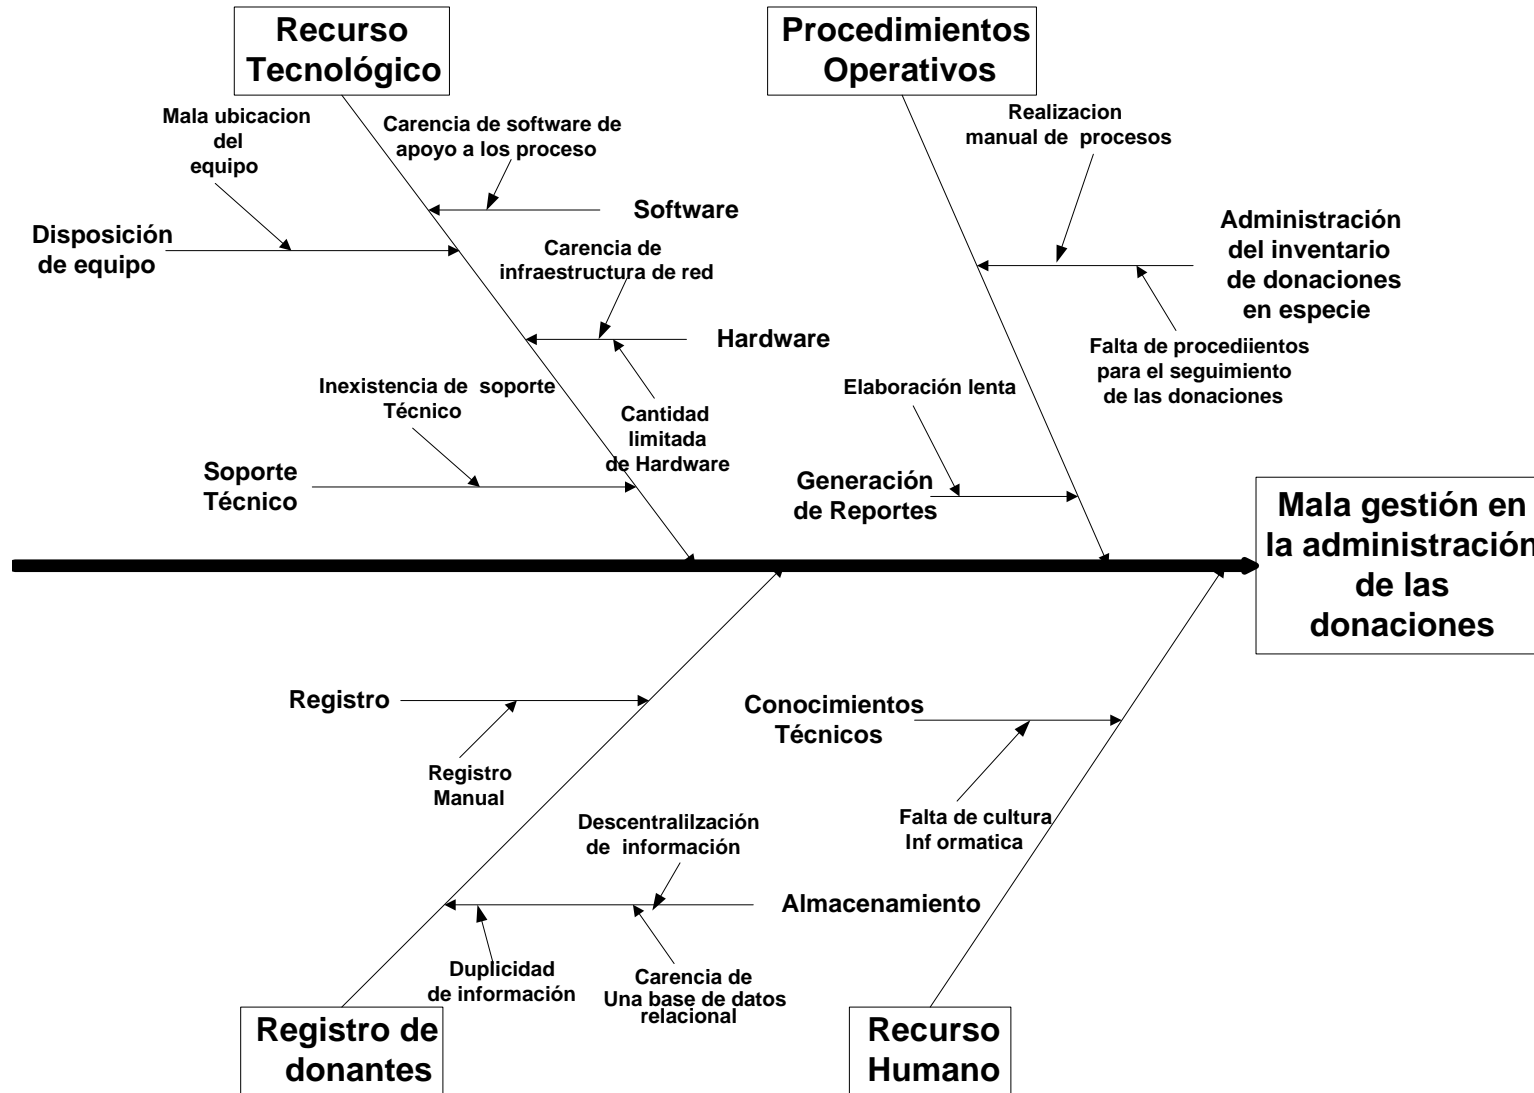 Recurso
Tecnológico
Procedimientos
Operativos
Mala ubicacion
del
equipo
Carencia de software de
apoyo a los proceso
Realizacion
manual de  procesos
Software
Disposición
de equipo
Carencia de
infraestructura de red
Administración
del inventario
de donaciones
en especie
Hardware
Falta de procediientos
para el seguimiento
de las donaciones
Inexistencia de  soporte
Técnico
Elaboración lenta
Cantidad
limitada
de Hardware
Soporte
Técnico
Generación
de Reportes
Mala gestión en
la administración
de las
donaciones
Registro
Conocimientos
Técnicos
Registro
Manual
Descentralilzación
de  información
Falta de cultura
Inf ormatica
Almacenamiento
Duplicidad
de información
Carencia de
Una base de datos
relacional
Registro de
donantes
Recurso
Humano